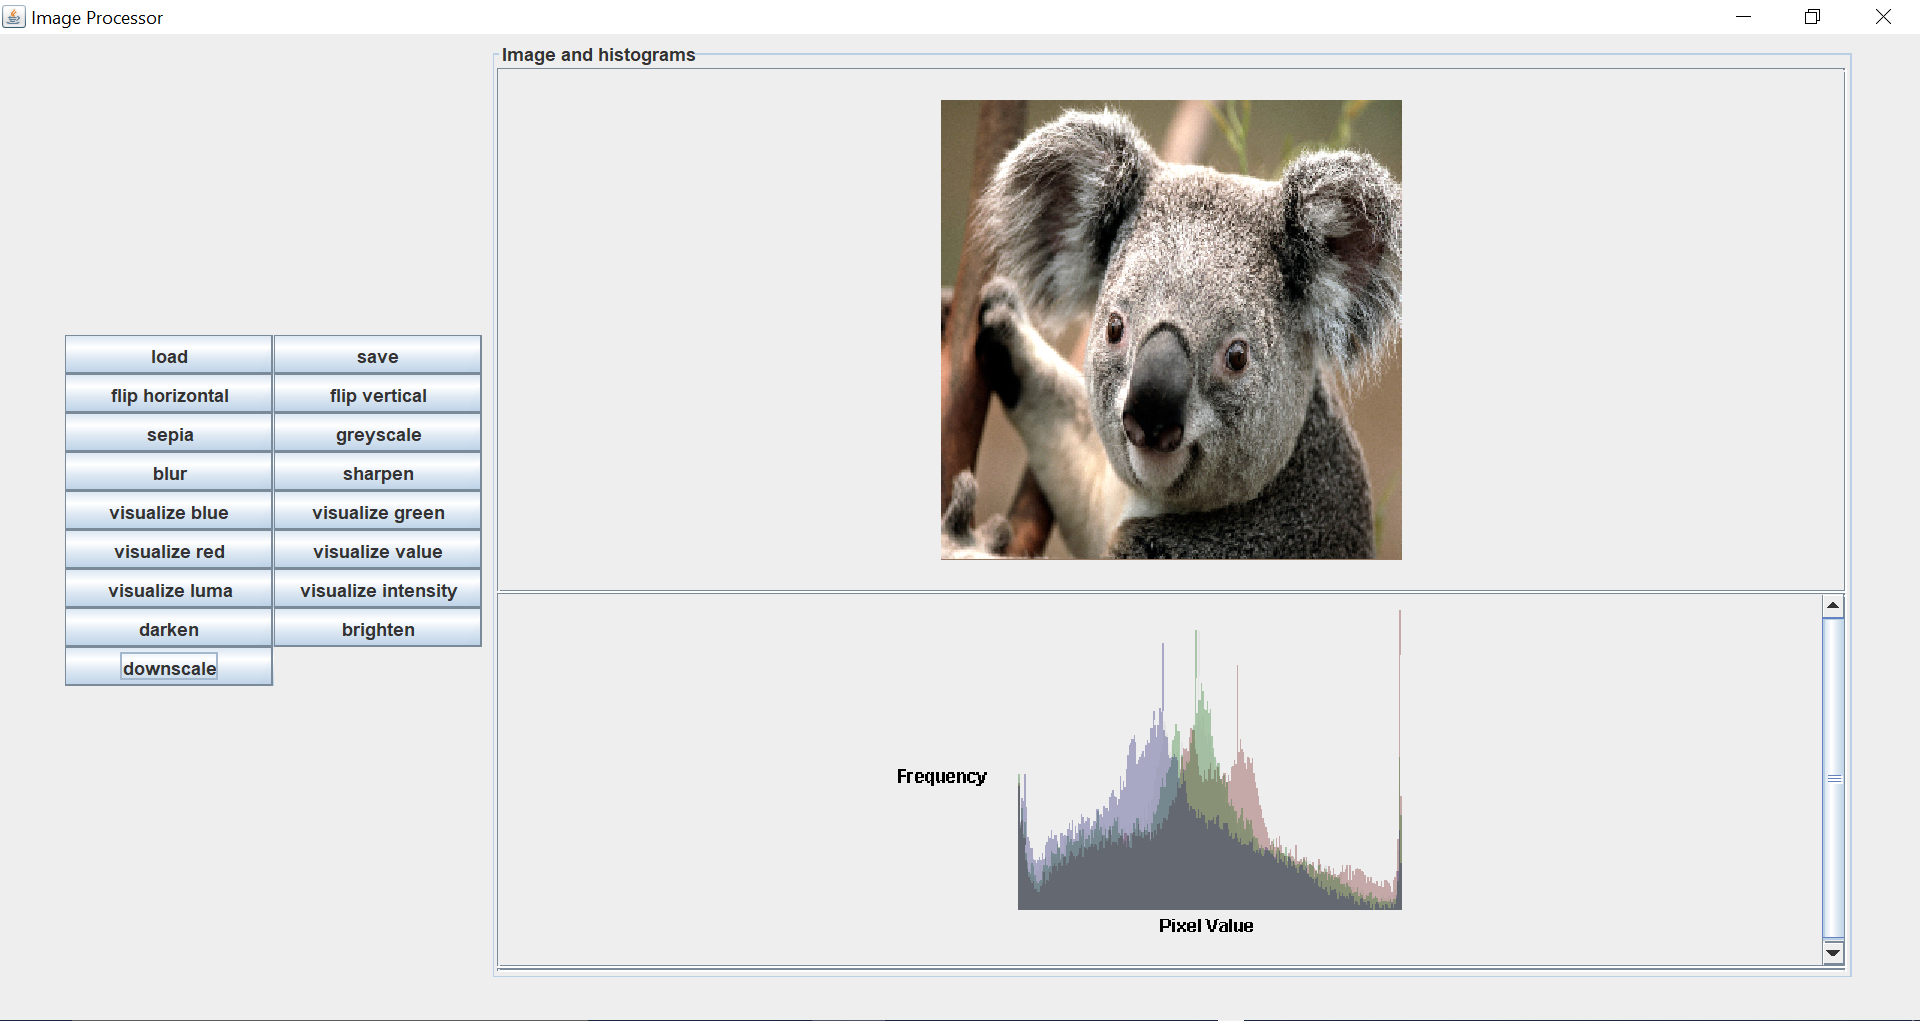 Image Processor
Image and histograms
load
save
flip horizontal
flip vertical
sepia
greyscale
blur
sharpen
visualize blue
visualize green
visualize red
visualize value
visualize luma
visualize intensity
darken
brighten
downscale
Frequency
Pixel Value